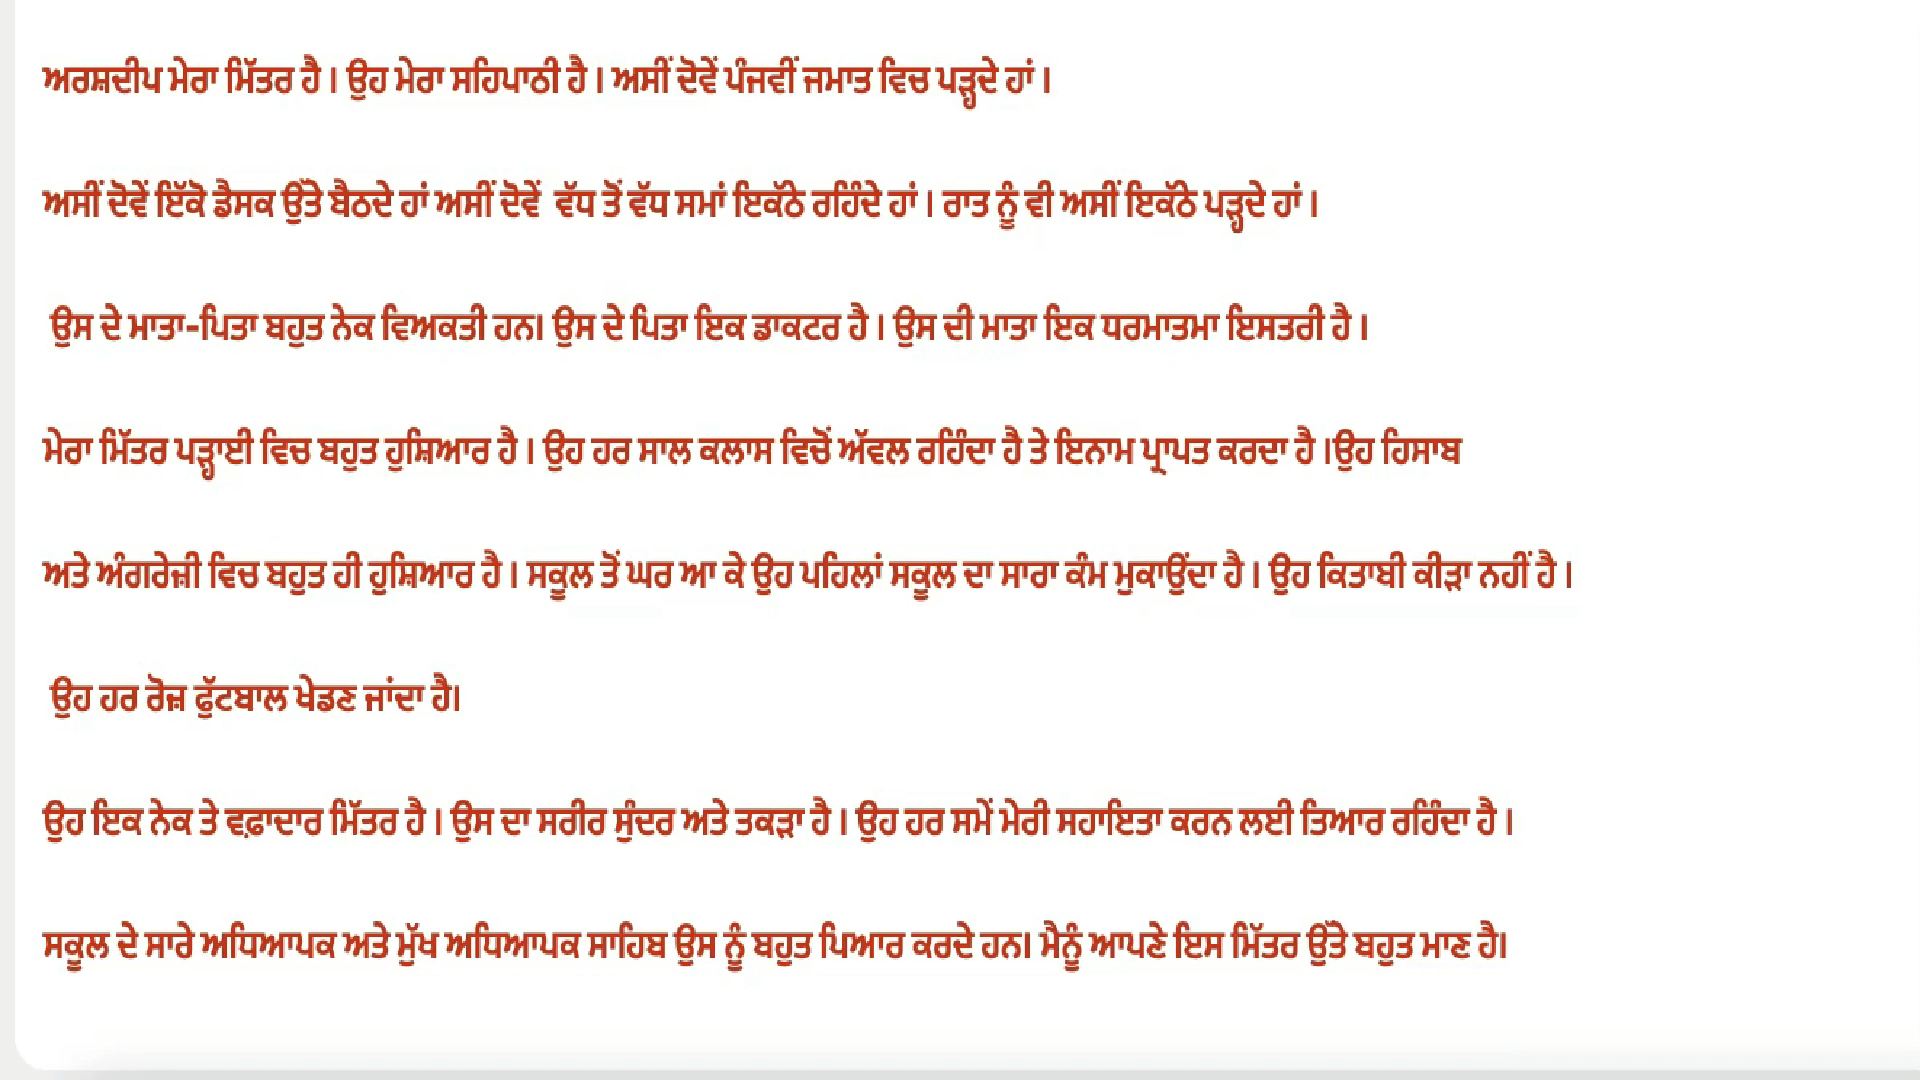 ਅਰਸ਼ਦੀਪ ਮੇਰਾ ਮਿੱਤਰ ਹੈ । ਉਹ ਮੇਰਾ ਸਹਿਪਾਠੀ ਹੈ । ਅਸੀਂ ਦੋਵੇਂ ਪੰਜਵੀਂ ਜਮਾਤ ਵਿਚ ਪੜ੍ਹਦੇ ਹਾਂ ।
ਅਸੀਂ ਦੋਵੇਂ ਇੱਕੋ ਡੈਸਕ ਉੱਤੇ ਬੈਠਦੇ ਹਾਂ ਅਸੀਂ ਦੋਵੇਂ ਵੱਧ ਤੋਂ ਵੱਧ ਸਮਾਂ ਇਕੱਠੇ ਰਹਿੰਦੇ ਹਾਂ । ਰਾਤ ਨੂੰ ਵੀ ਅਸੀਂ ਇਕੱਠੇ ਪੜ੍ਹਦੇ ਹਾਂ ।
ਉਸ ਦੇ ਮਾਤਾ-ਪਿਤਾ ਬਹੁਤ ਨੇਕ ਵਿਅਕਤੀ ਹਨ। ਉਸ ਦੇ ਪਿਤਾ ਇਕ ਡਾਕਟਰ ਹੈ । ਉਸ ਦੀ ਮਾਤਾ ਇਕ ਧਰਮਾਤਮਾ ਇਸਤਰੀ ਹੈ ।
ਮੇਰਾ ਮਿੱਤਰ ਪੜ੍ਹਾਈ ਵਿਚ ਬਹੁਤ ਹੁਸ਼ਿਆਰ ਹੈ । ਉਹ ਹਰ ਸਾਲ ਕਲਾਸ ਵਿਚੋਂ ਅੱਵਲ ਰਹਿੰਦਾ ਹੈ ਤੇ ਇਨਾਮ ਪ੍ਰਾਪਤ ਕਰਦਾ ਹੈ ।ਉਹ ਹਿਸਾਬ
ਅਤੇ ਅੰਗਰੇਜ਼ੀ ਵਿਚ ਬਹੁਤ ਹੀ ਹੁਸ਼ਿਆਰ ਹੈ । ਸਕੂਲ ਤੋਂ ਘਰ ਆ ਕੇ ਉਹ ਪਹਿਲਾਂ ਸਕੂਲ ਦਾ ਸਾਰਾ ਕੰਮ ਮੁਕਾਉਂਦਾ ਹੈ । ਉਹ ਕਿਤਾਬੀ ਕੀੜਾ ਨਹੀਂ ਹੈ ।
ਉਹ ਹਰ ਰੋਜ਼ ਫੁੱਟਬਾਲ ਖੇਡਣ ਜਾਂਦਾ ਹੈ।
ਉਹ ਇਕ ਨੇਕ ਤੇ ਵਫ਼ਾਦਾਰ ਮਿੱਤਰ ਹੈ । ਉਸ ਦਾ ਸਰੀਰ ਸੁੰਦਰ ਅਤੇ ਤਕੜਾ ਹੈ । ਉਹ ਹਰ ਸਮੇਂ ਮੇਰੀ ਸਹਾਇਤਾ ਕਰਨ ਲਈ ਤਿਆਰ ਰਹਿੰਦਾ ਹੈ ।
ਸਕੂਲ ਦੇ ਸਾਰੇ ਅਧਿਆਪਕ ਅਤੇ ਮੁੱਖ ਅਧਿਆਪਕ ਸਾਹਿਬ ਉਸ ਨੂੰ ਬਹੁਤ ਪਿਆਰ ਕਰਦੇ ਹਨ। ਮੈਨੂੰ ਆਪਣੇ ਇਸ ਮਿੱਤਰ ਉੱਤੇ ਬਹੁਤ ਮਾਣ ਹੈ।